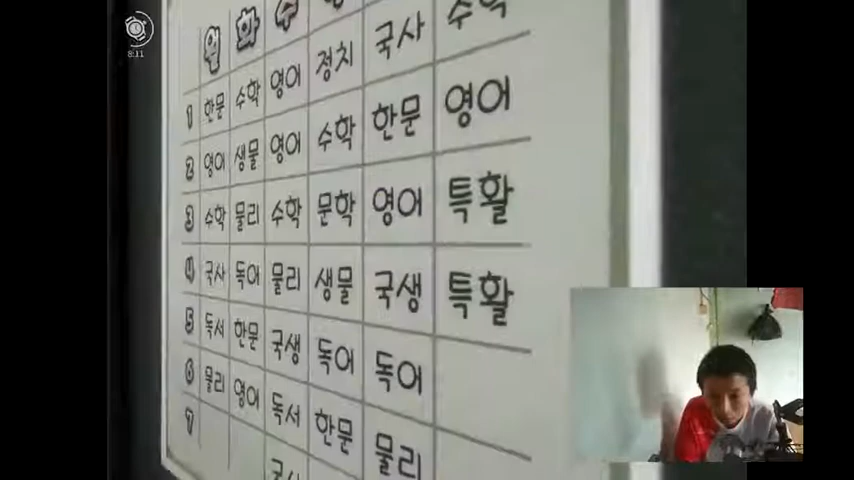 8:11
월 화 수
정치 국사 수학
1 한문 수학 영어 수학 한문 영어
2 영어 생물 영어 문학 영어 특활
3 수학 물리 수학 생물 국생 특활
4 국사 독어 물리 독어 독어
5 독서 한문 국생 한문 물리
6 물리 영어 독서
7